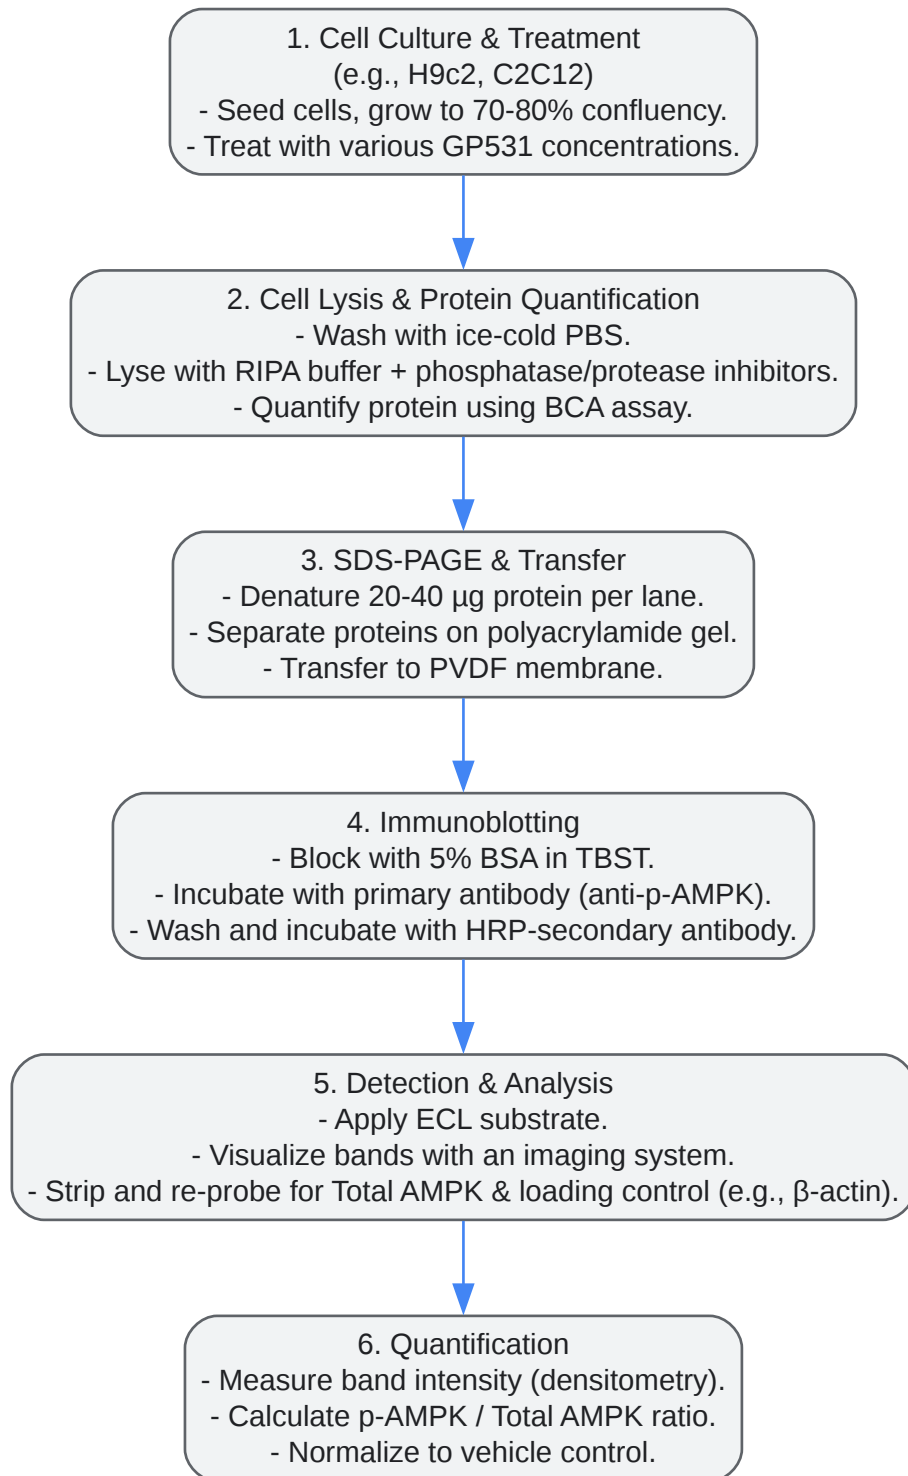 1. Cell Culture & Treatment
(e.g., H9c2, C2C12)
- Seed cells, grow to 70-80% confluency.
- Treat with various GP531 concentrations.
2. Cell Lysis & Protein Quantification
- Wash with ice-cold PBS.
- Lyse with RIPA buffer + phosphatase/protease inhibitors.
- Quantify protein using BCA assay.
3. SDS-PAGE & Transfer
- Denature 20-40 µg protein per lane.
- Separate proteins on polyacrylamide gel.
- Transfer to PVDF membrane.
4. Immunoblotting
- Block with 5% BSA in TBST.
- Incubate with primary antibody (anti-p-AMPK).
- Wash and incubate with HRP-secondary antibody.
5. Detection & Analysis
- Apply ECL substrate.
- Visualize bands with an imaging system.
- Strip and re-probe for Total AMPK & loading control (e.g., β-actin).
6. Quantification
- Measure band intensity (densitometry).
- Calculate p-AMPK / Total AMPK ratio.
- Normalize to vehicle control.